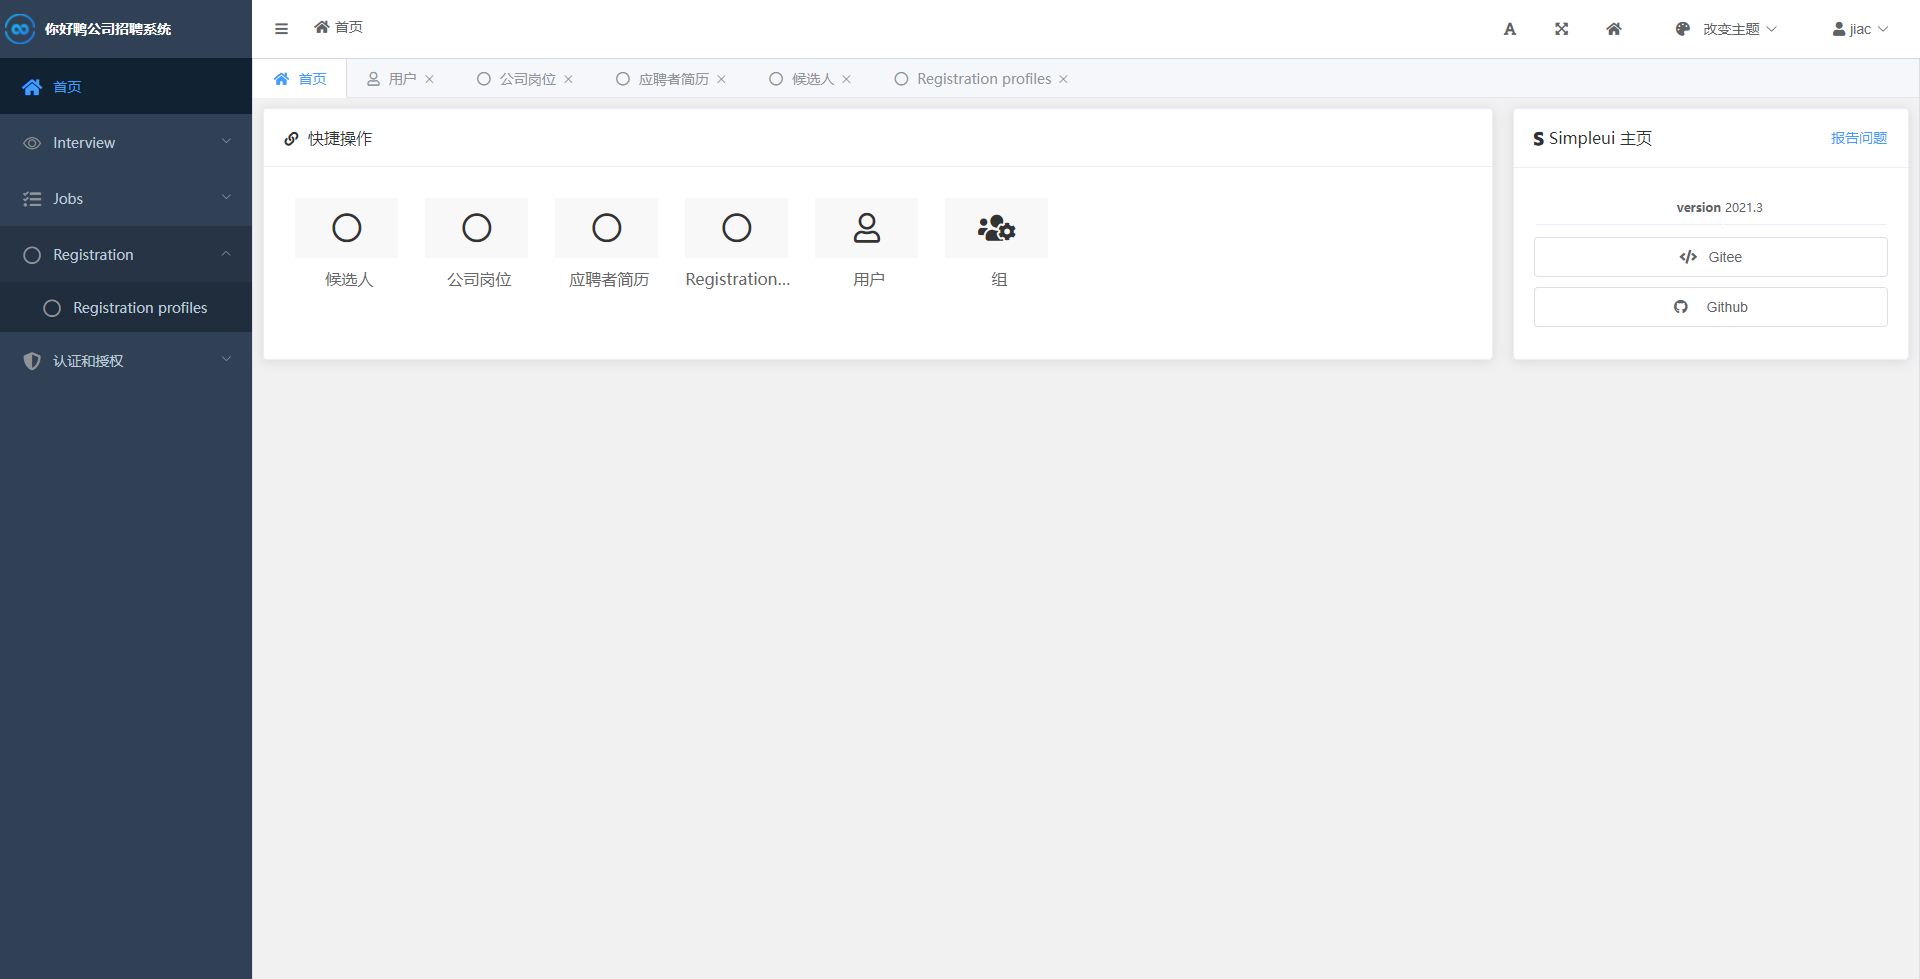 你好鸭公司招聘系统
首页
Interview
Jobs
Registration
Registration profiles
认证和授权
首页
改变主题
jiac
首页
用户
公司岗位
应聘者简历
候选人
Registration profiles
快捷操作
候选人
公司岗位
应聘者简历
Registration...
用户
组
Simpleui 主页
报告问题
version 2021.3
Gitee
Github